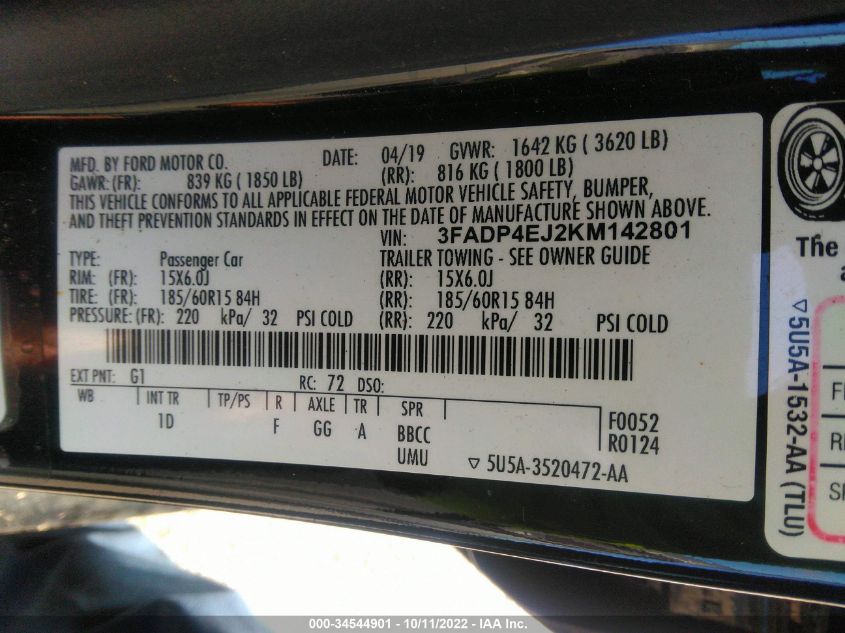 MFD. BY FORD MOTOR CO. DATE: 04/19 GVWR: 1642 KG ( 3620 LB)
GAWR: (FR): 839 KG ( 1850 LB) (RR): 816 KG ( 1800 LB)
THIS VEHICLE CONFORMS TO ALL APPLICABLE FEDERAL MOTOR VEHICLE SAFETY, BUMPER,
AND THEFT PREVENTION STANDARDS IN EFFECT ON THE DATE OF MANUFACTURE SHOWN ABOVE.
VIN: 3FADP4EJ2KM142801
TYPE: Passenger Car TRAILER TOWING - SEE OWNER GUIDE
RIM: (FR): 15X6.0J (RR): 15X6.0J
TIRE: (FR): 185/60R15 84H (RR): 185/60R15 84H
PRESSURE: (FR): 220 kPa/ 32 PSI COLD (RR): 220 kPa/ 32 PSI COLD
EXT PNT: G1 RC: 72 DSO:
WB INT TR TP/PS R AXLE TR SPR F0052
1D F GG A BBCC R0124
UMU ▽ 5U5A-3520472-AA
The
▽ 5U5A-1532-AA (TLU)
000-34544901 - 10/11/2022 - IAA Inc.